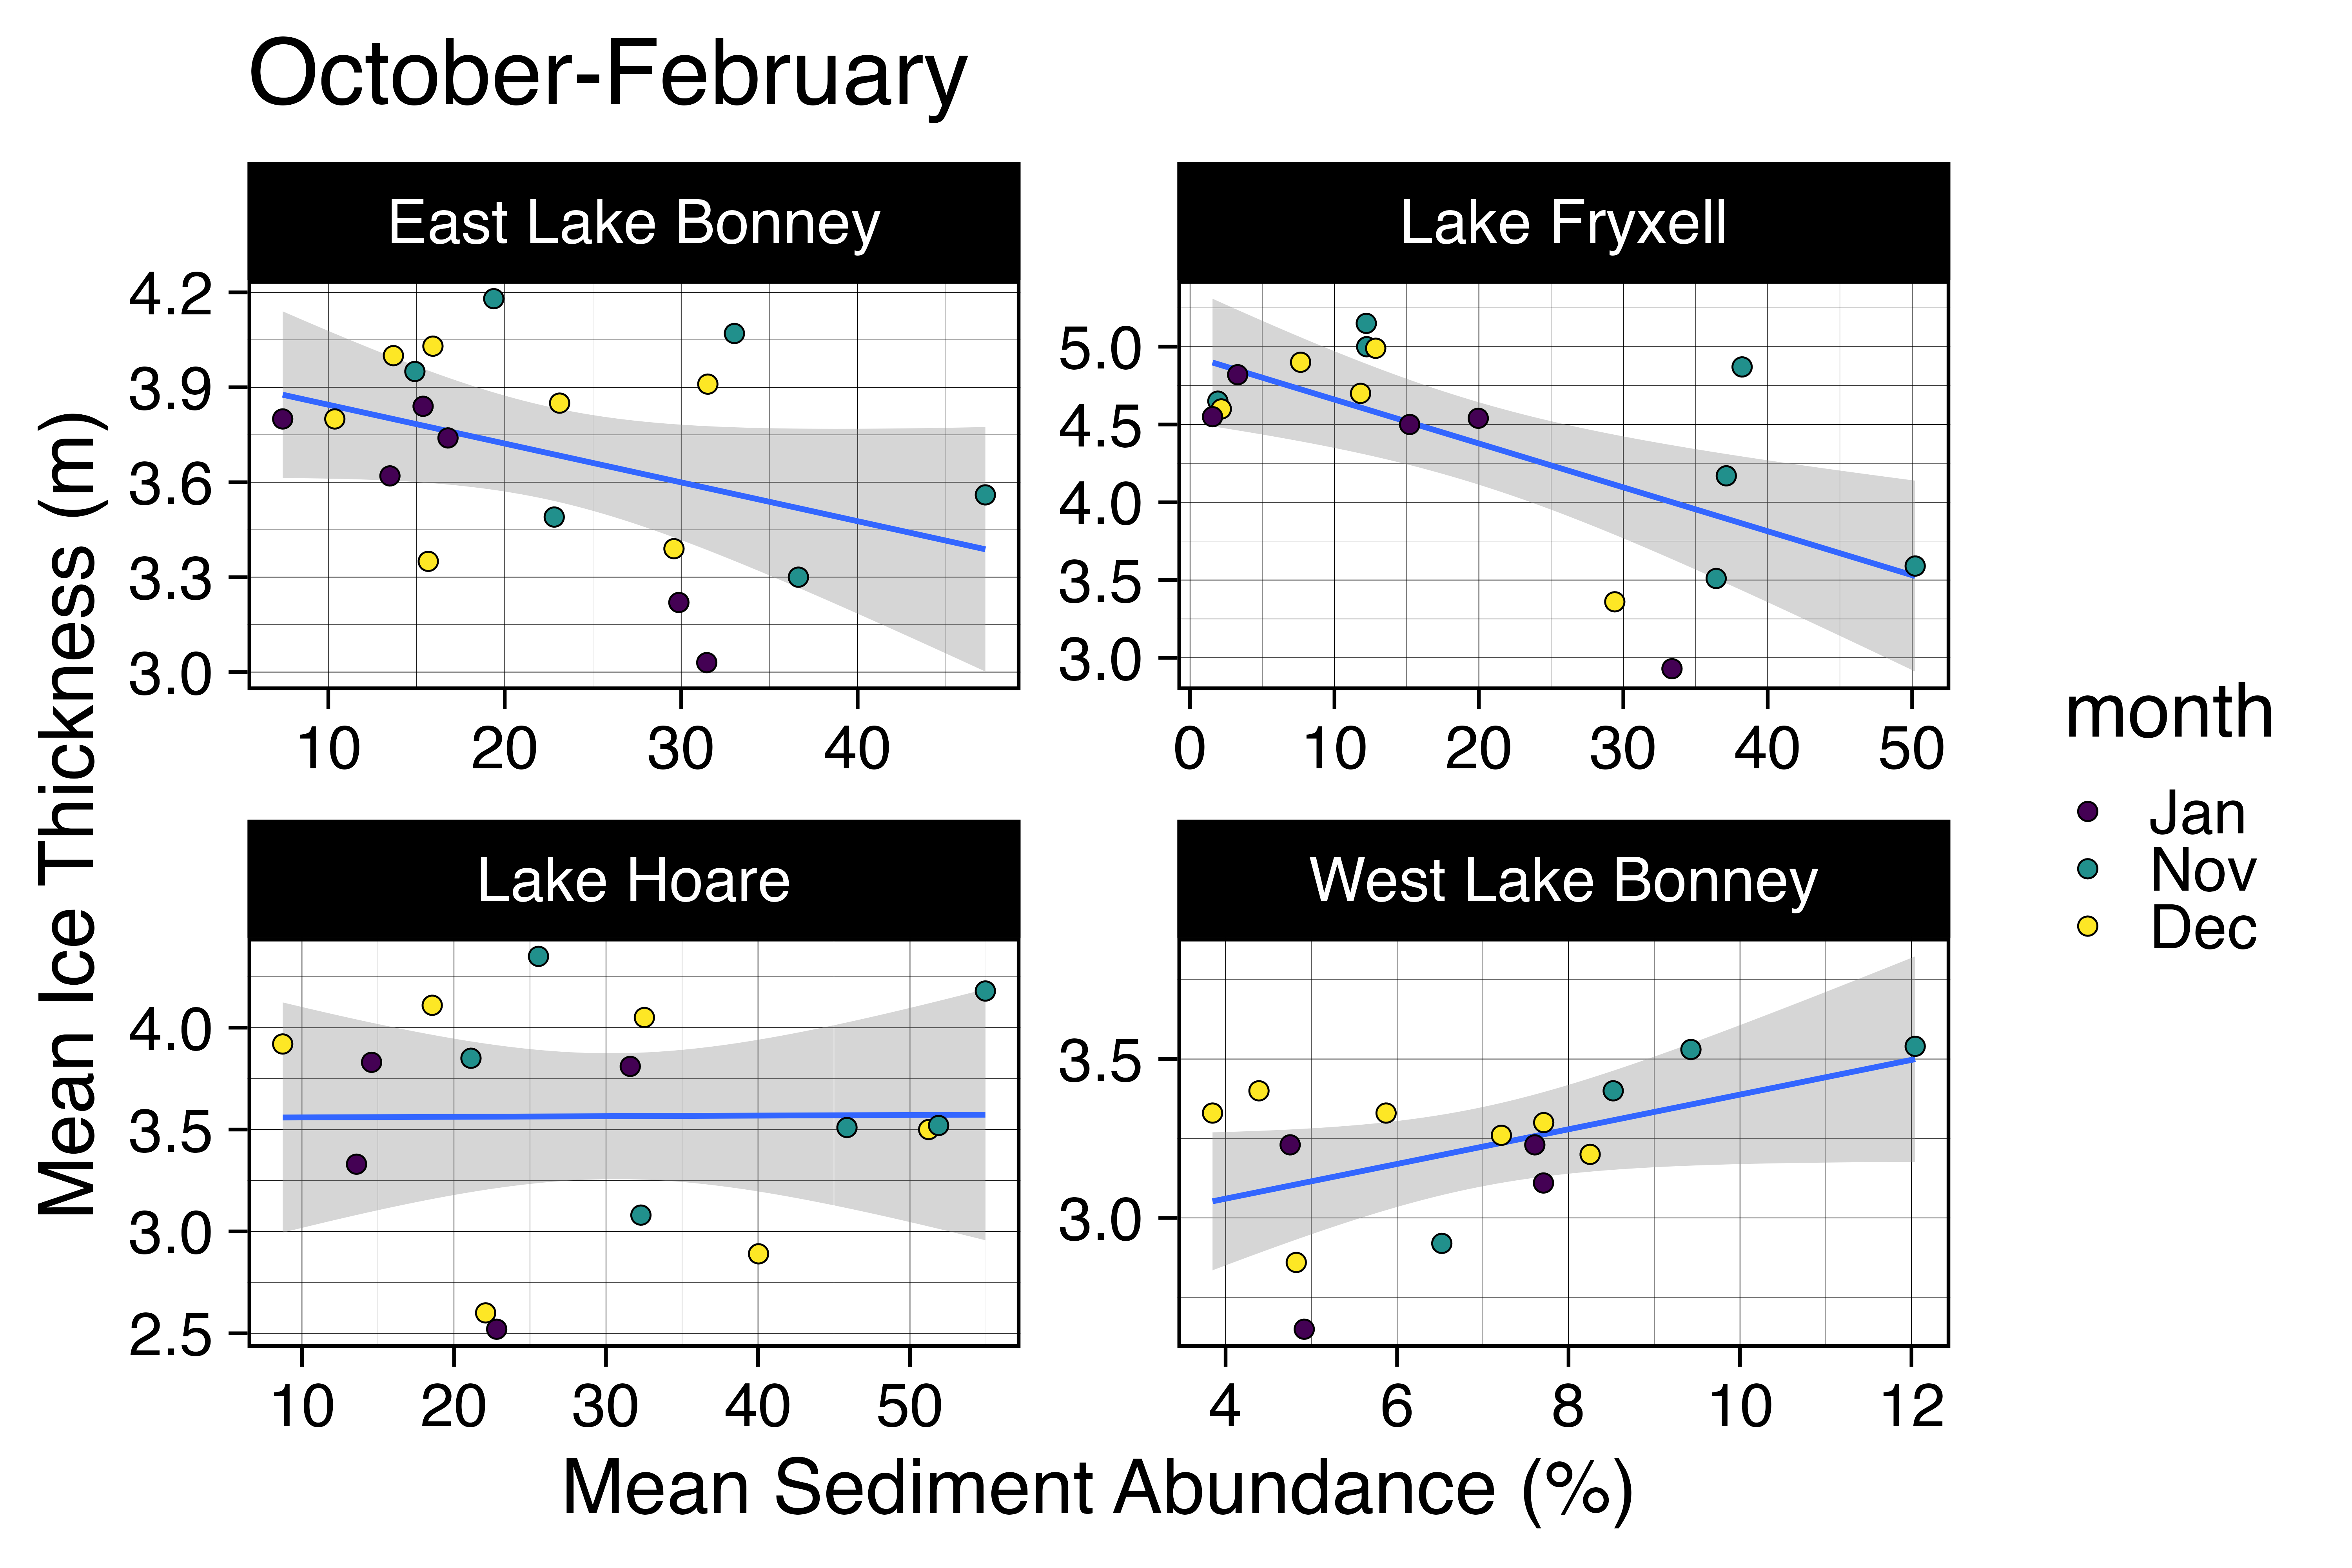 October-February
East Lake Bonney
Lake Fryxell
4.2
3.9
3.6
3.3
3.0
10 20 30 40
5.0
4.5
4.0
3.5
3.0
0 10 20 30 40 50
Lake Hoare
West Lake Bonney
4.0
3.5
3.0
2.5
10 20 30 40 50
3.5
3.0
4 6 8 10 12
Mean Ice Thickness (m)
Mean Sediment Abundance (%)
month
Jan
Nov
Dec